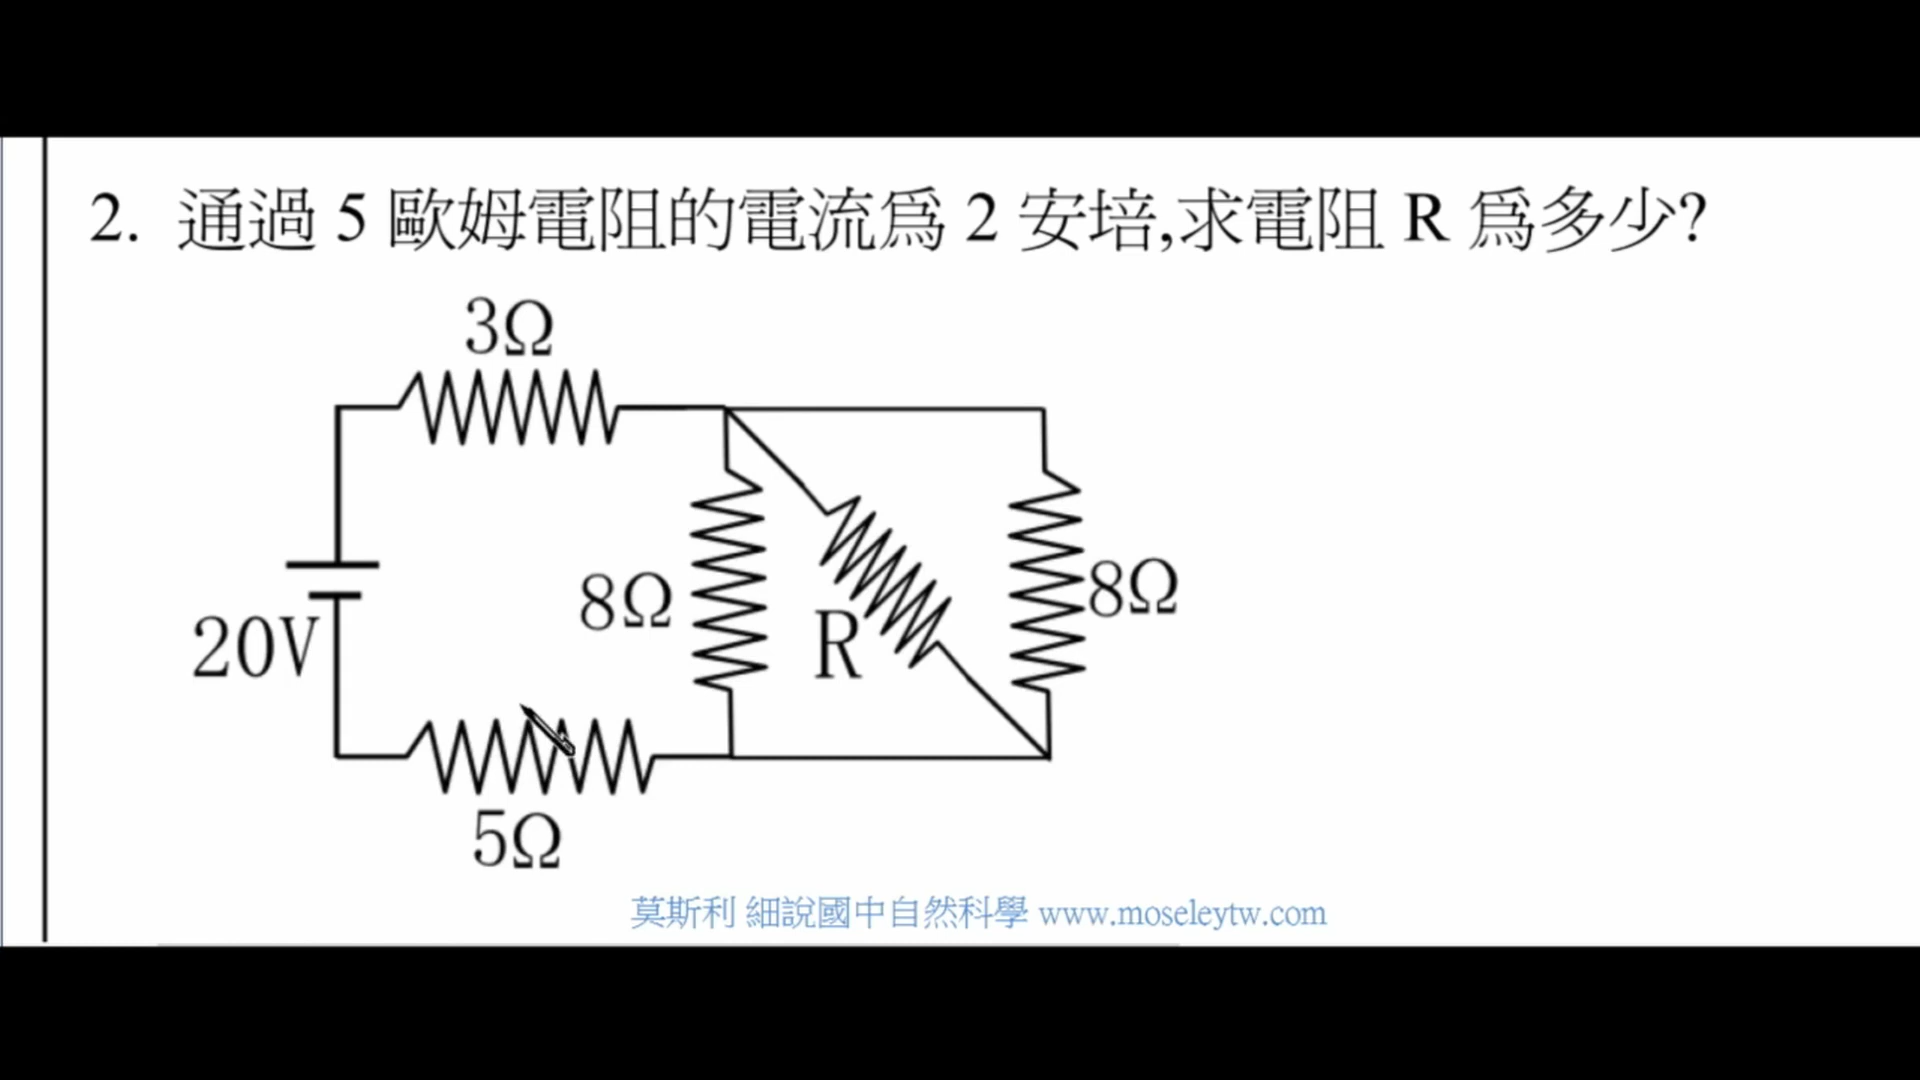 2. 通過 5 歐姆電阻的電流爲 2 安培,求電阻 R 爲多少?
3Ω
8Ω
8Ω
R
20V
5Ω
莫斯利 細說國中自然科學 www.moseleytw.com